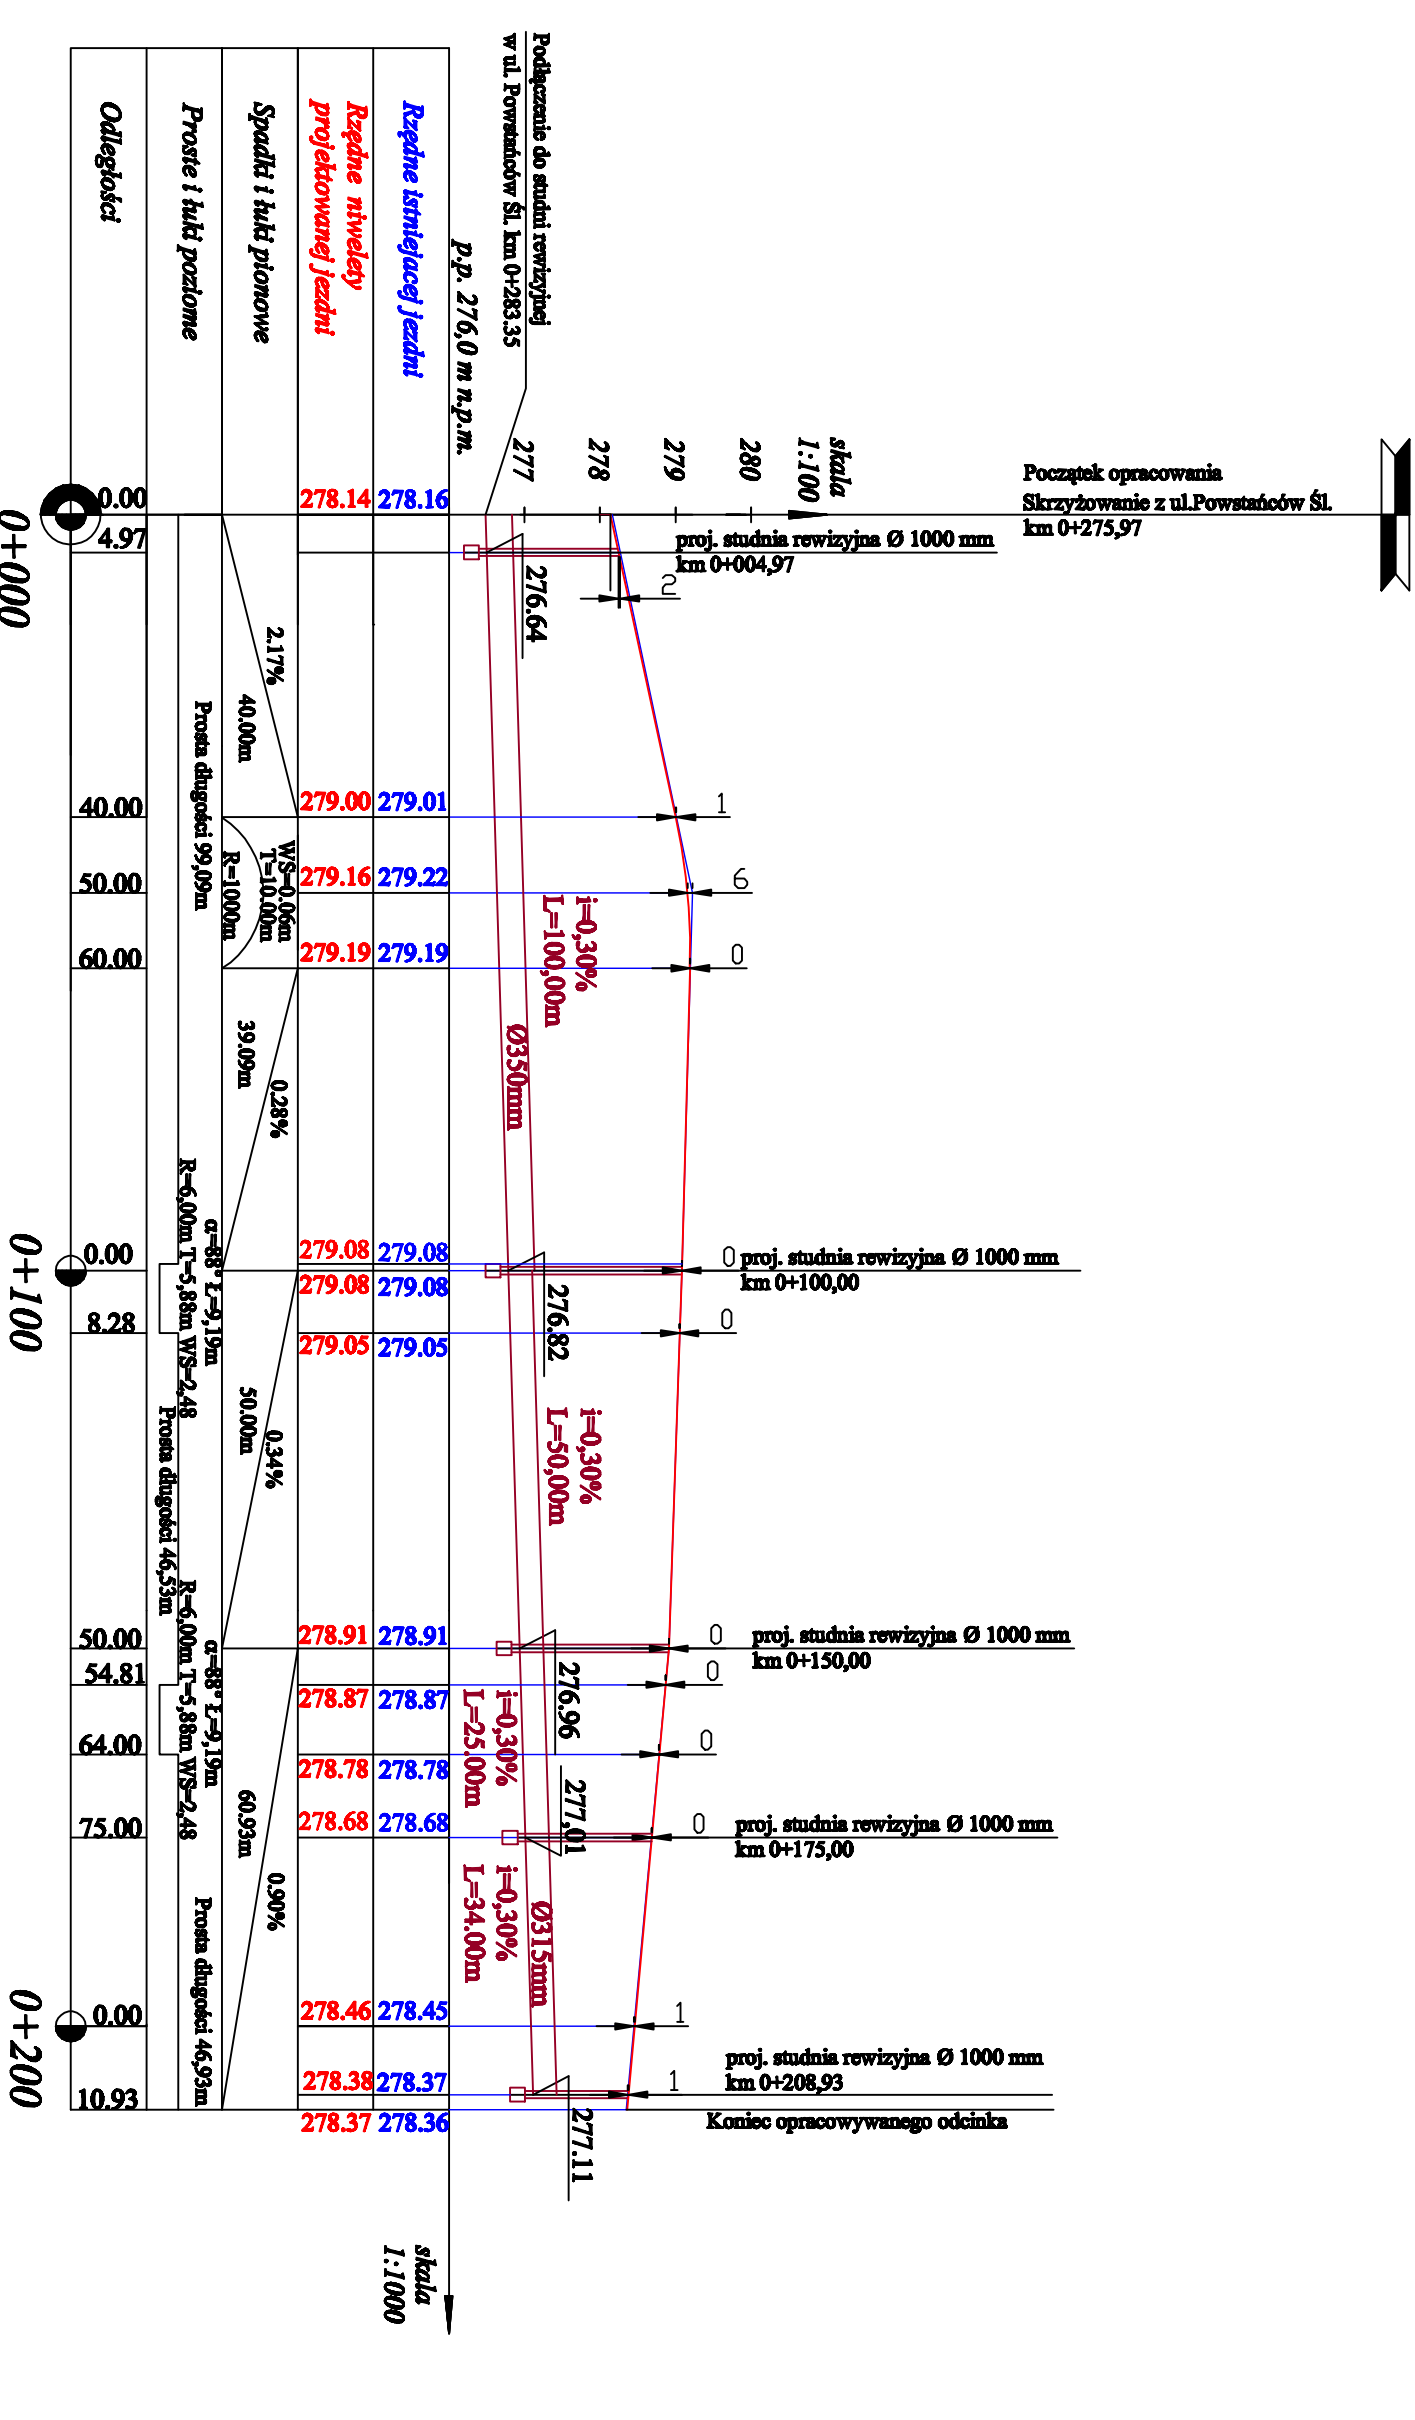 Początek opracowania
Skrzyżowanie z ul.Powstańców Śl.
km 0+275,97
skala
1:100
280
279
278
277
Podłączenie do studni rewizyjnej
w ul. Powstańców Śl. km 0+283.35
p.p. 276,0 m n.p.m.
proj. studnia rewizyjna Ø 1000 mm
km 0+004,97
proj. studnia rewizyjna Ø 1000 mm
km 0+100,00
proj. studnia rewizyjna Ø 1000 mm
km 0+150,00
proj. studnia rewizyjna Ø 1000 mm
km 0+175,00
proj. studnia rewizyjna Ø 1000 mm
km 0+208,93
Koniec opracowywanego odcinka
2 1 6 0 0 0 0 0 0 0 1 1
276.64
276.82
276.96
277,01
277.11
i=0,30%
L=100,00m
Ø350mm
i=0,30%
L=50,00m
i=0,30%
L=25.00m
i=0,30%
L=34.00m
Ø315mm
skala
1:1000
Rzędne istniejacej jezdni
278.16 279.01 279.22 279.19 279.08 279.08 279.05 278.91 278.87 278.78 278.68 278.45 278.37 278.36
Rzędne niwelety
projektowanej jezdni
278.14 279.00 279.16 279.19 279.08 279.08 279.05 278.91 278.87 278.78 278.68 278.46 278.38 278.37
Spadki i łuki pionowe
2.17%
40.00m
WS=0.06m
T=10.00m
R=1000m
0.28%
39.09m
0.34%
50.00m
0.90%
60.93m
Proste i łuki poziome
Prosta długości 99,09m
α=88° Ł=9,19m
R=6,00m T=5,88m WS=2,48
Prosta długości 46,53m
α=88° Ł=9,19m
R=6,00m T=5,88m WS=2,48
Prosta długości 46,93m
Odległości
0.00 4.97 40.00 50.00 60.00 0.00 8.28 50.00 54.81 64.00 75.00 0.00 10.93
0+000 0+100 0+200